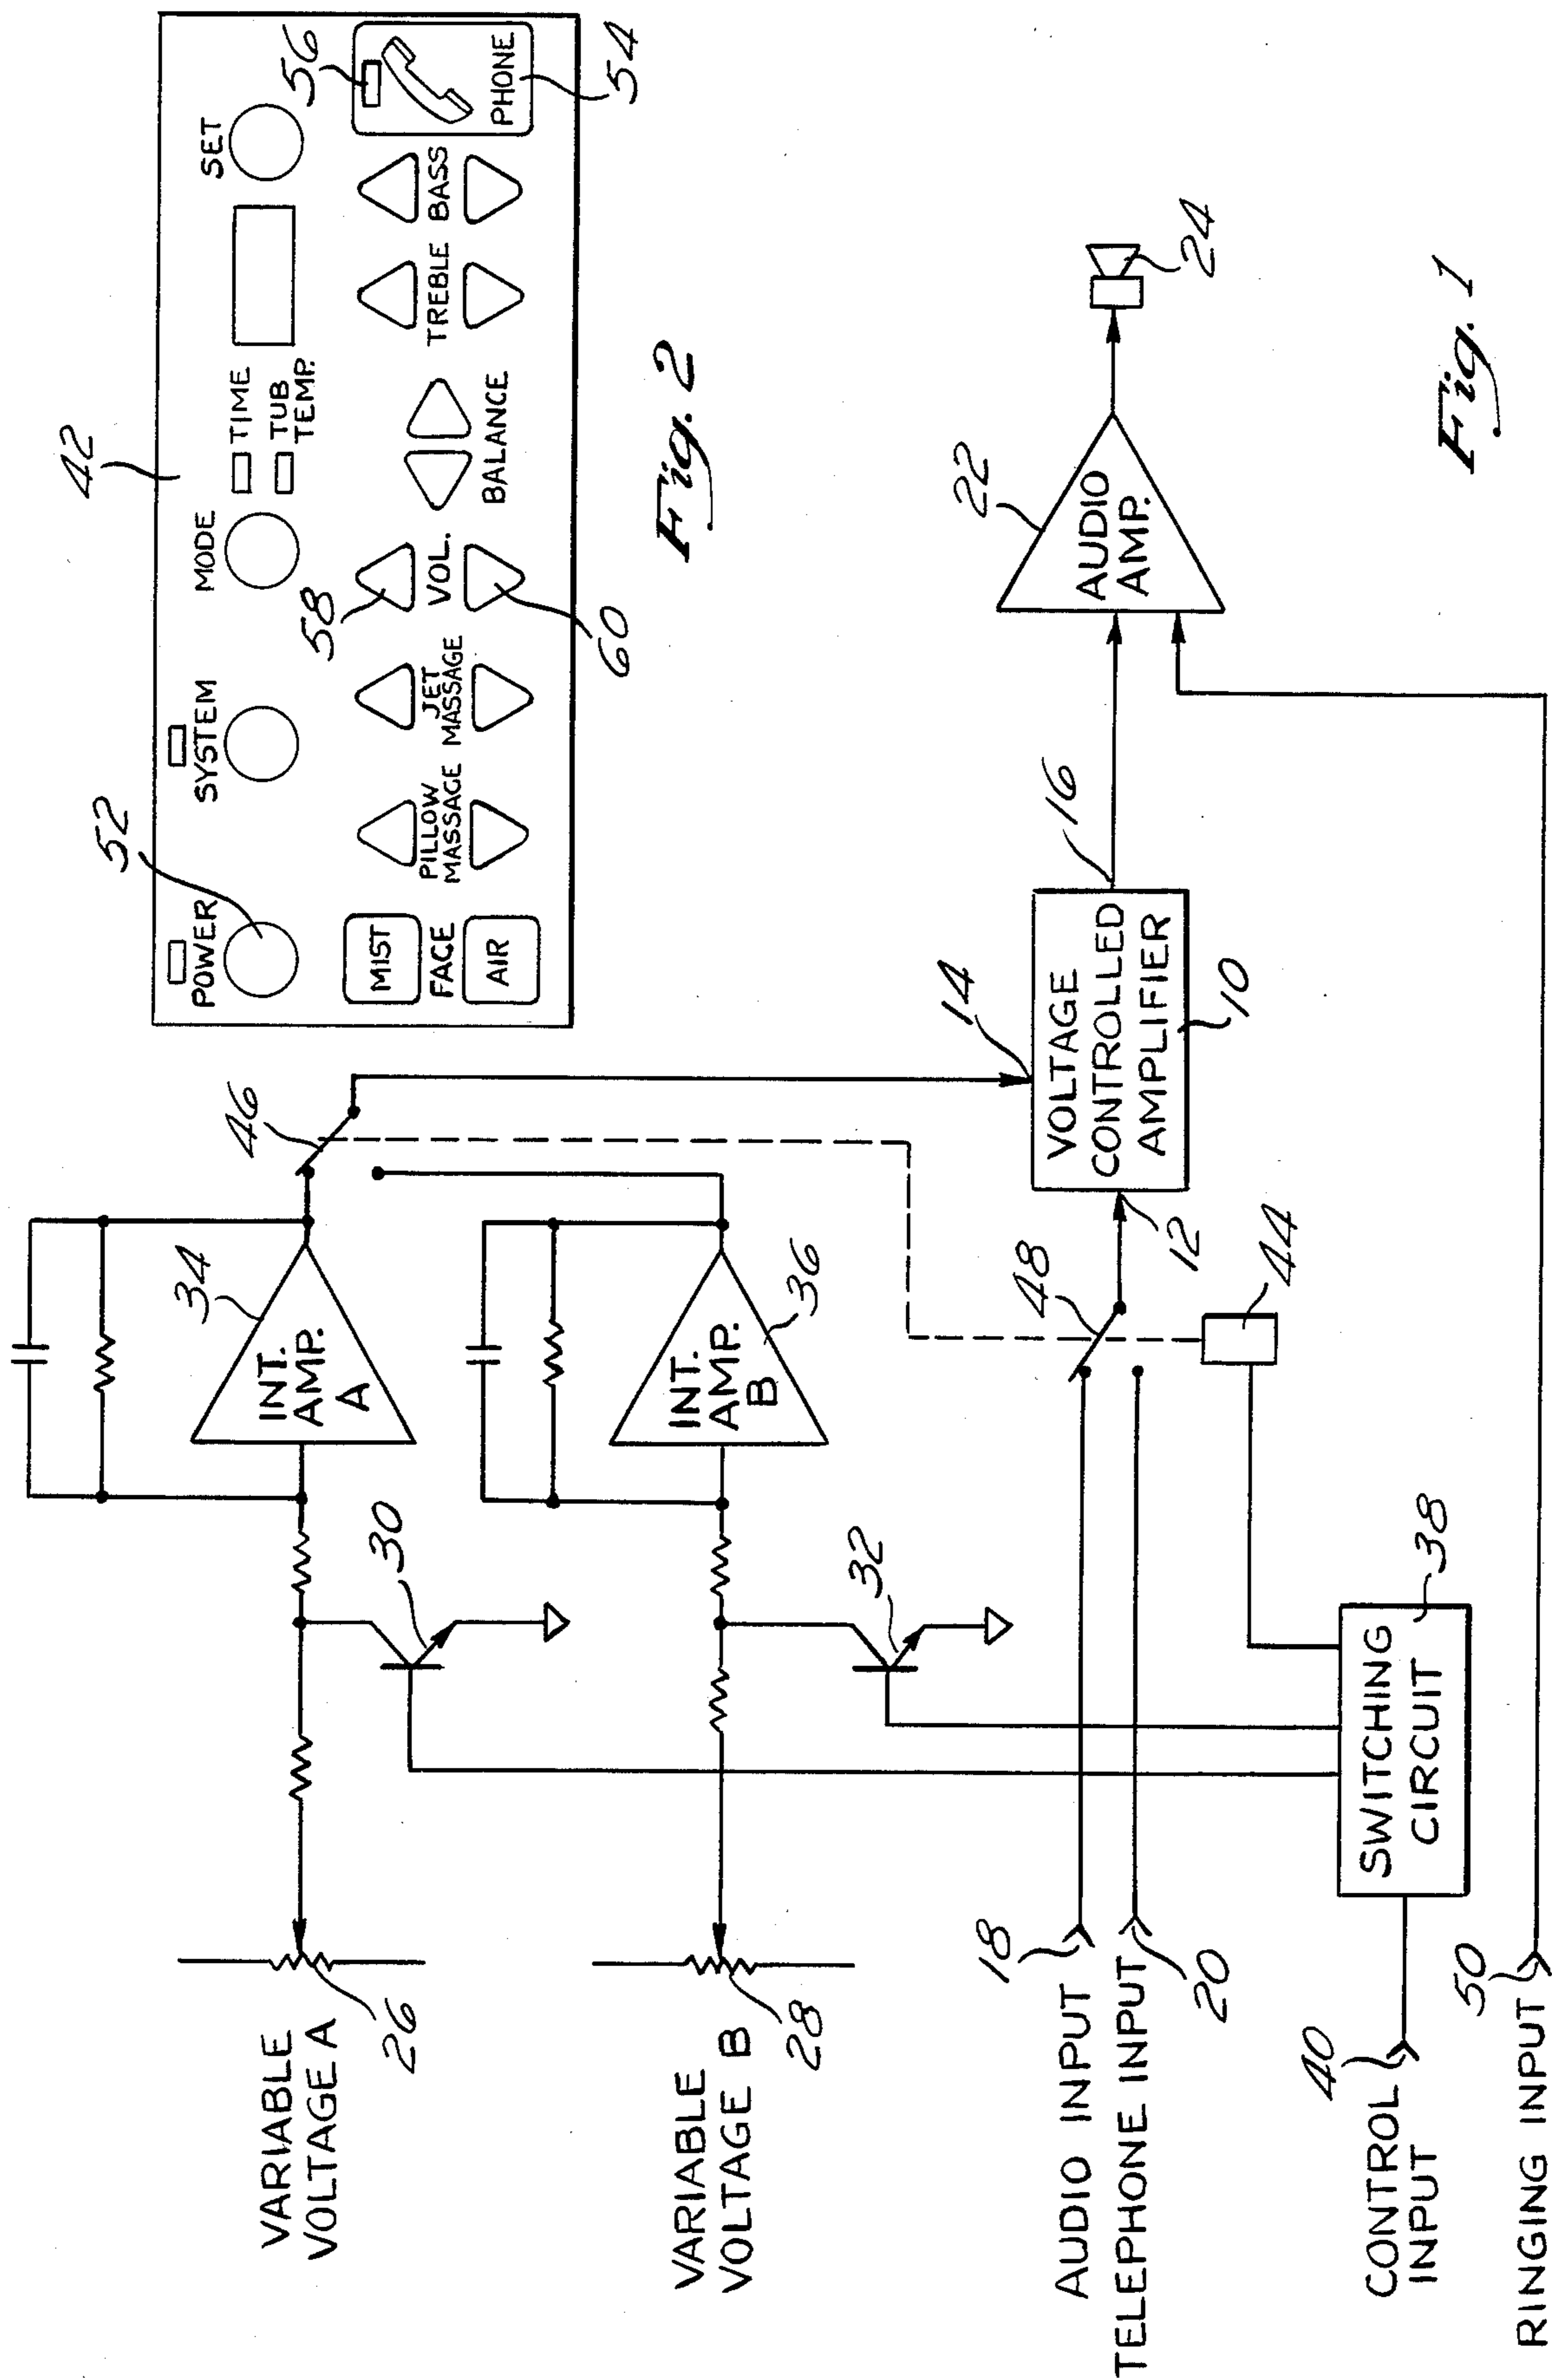 42
52
POWER
SYSTEM
MODE
TIME
TUB
TEMP.
SET
56
58
MIST
FACE
AIR
PILLOW
MASSAGE
JET
MASSAGE
VOL.
BALANCE
TREBLE
BASS
PHONE
60
54
Fig. 2
VARIABLE
VOLTAGE A
26
30
34
INT.
AMP.
A
46
VARIABLE
VOLTAGE B
28
32
36
INT.
AMP.
B
AUDIO INPUT
18
TELEPHONE INPUT
20
48
12
14
VOLTAGE
CONTROLLED
AMPLIFIER
10
16
22
AUDIO
AMP.
24
44
CONTROL
INPUT
40
SWITCHING
CIRCUIT
38
RINGING INPUT
50
Fig. 1